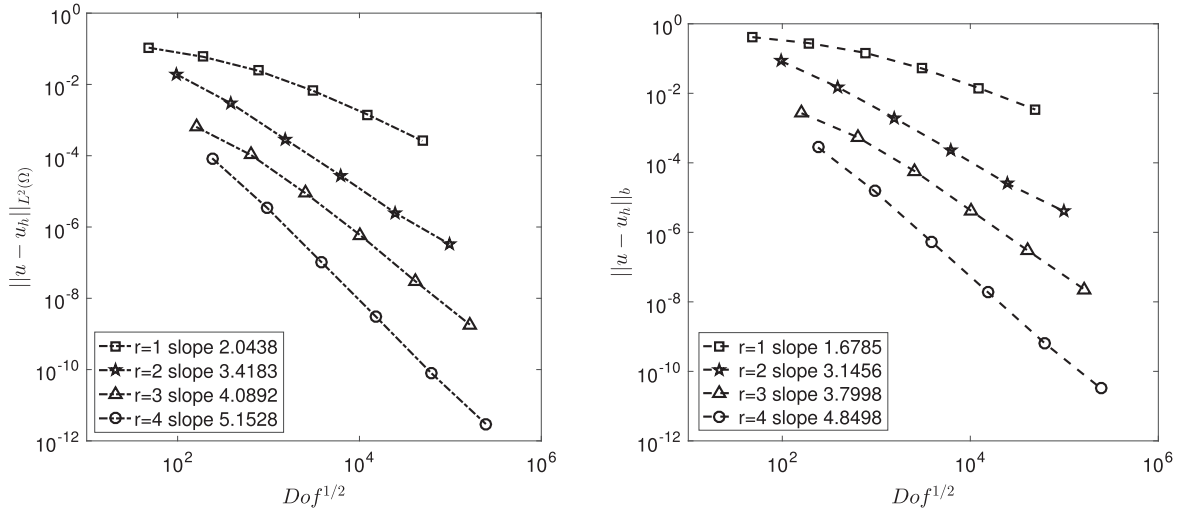 10^0
10^-2
10^-4
10^-6
10^-8
10^-10
10^-12
||u − u_h||_{L^2(Ω)}
r=1 slope 2.0438
r=2 slope 3.4183
r=3 slope 4.0892
r=4 slope 5.1528
10^2
10^4
10^6
Dof^{1/2}
10^0
10^-2
10^-4
10^-6
10^-8
10^-10
10^-12
||u − u_h||_b
r=1 slope 1.6785
r=2 slope 3.1456
r=3 slope 3.7998
r=4 slope 4.8498
10^2
10^4
10^6
Dof^{1/2}